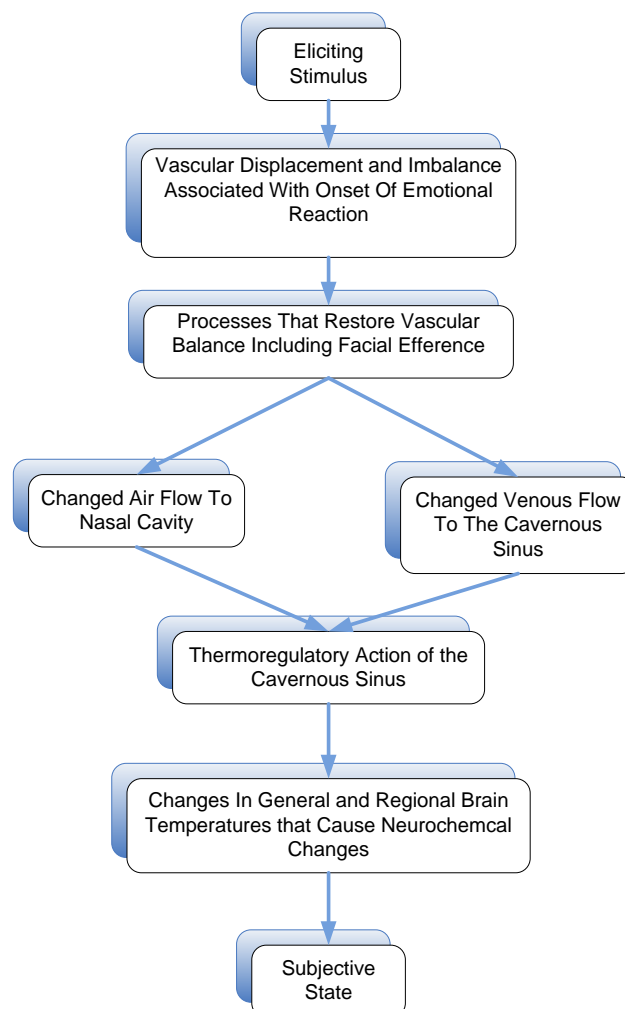 Eliciting
Stimulus
Vascular Displacement and Imbalance
Associated With Onset Of Emotional
Reaction
Processes That Restore Vascular
Balance Including Facial Efference
Changed Air Flow To
Nasal Cavity
Changed Venous Flow
To The Cavernous
Sinus
Thermoregulatory Action of the
Cavernous Sinus
Changes In General and Regional Brain
Temperatures that Cause Neurochemcal
Changes
Subjective
State